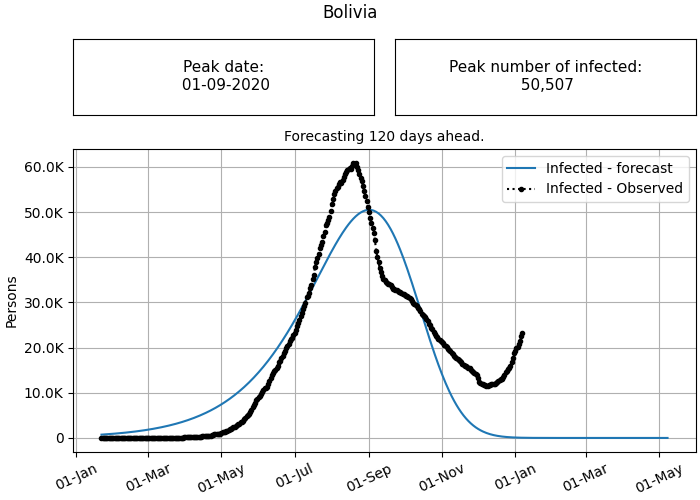 Bolivia
Peak date:
01-09-2020
Peak number of infected:
50,507
Forecasting 120 days ahead.
Infected - forecast
Infected - Observed
Persons
60.0K
50.0K
40.0K
30.0K
20.0K
10.0K
0
01-Jan
01-Mar
01-May
01-Jul
01-Sep
01-Nov
01-Jan
01-Mar
01-May